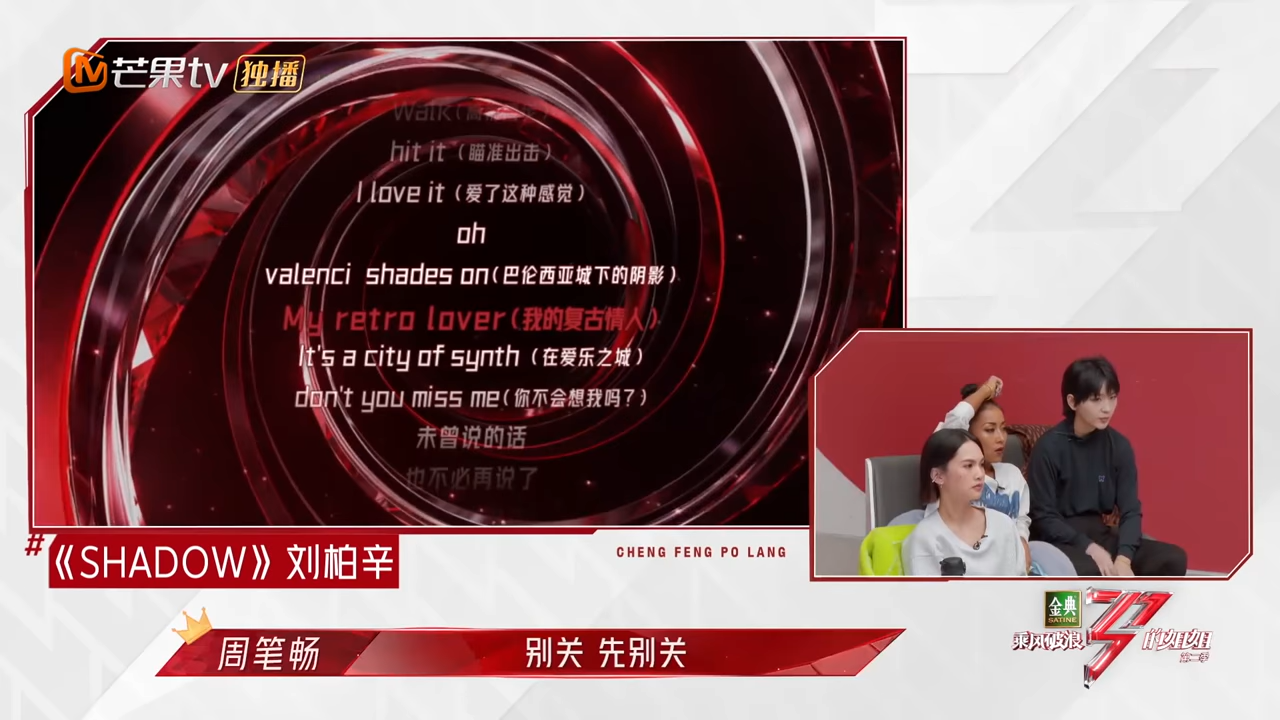 芒果tv 独播
Walk
hit it（瞄准出击）
I love it（爱了这种感觉）
oh
valenci shades on(巴伦西亚城下的阴影）
My retro lover(我的复古情人）
It's a city of synth（在爱乐之城）
don't you miss me(你不会想我吗？）
未曾说的话
也不必再说了
#《SHADOW》刘柏辛
CHENG FENG PO LANG
金典
SATINE
乘风破浪 的姐姐
第二季
周笔畅 别关 先别关